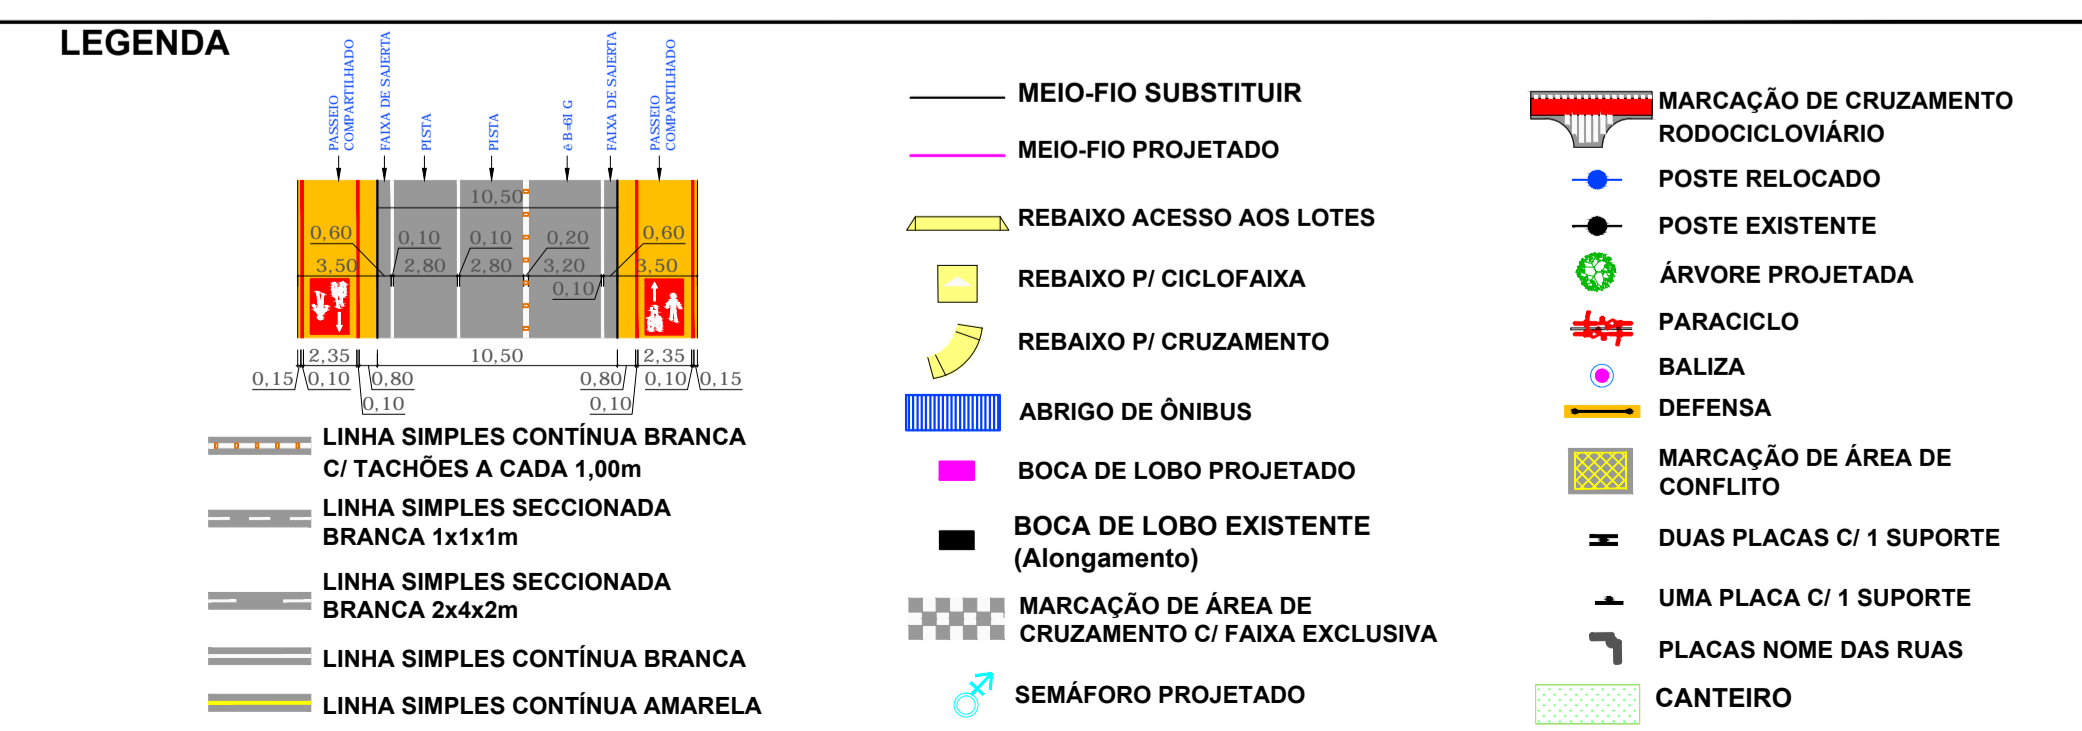 LEGENDA
PASSEIO
COMPARTILHADO
FAIXA DE SAJERTA
PISTA
PISTA
ê B=6I G
FAIXA DE SAJERTA
PASSEIO
COMPARTILHADO
10,50
0,60
0,10
0,10
0,20
0,60
3,50
2,80
2,80
3,20
3,50
0,10
2,35
10,50
2,35
0,15
0,10
0,80
0,80
0,10
0,15
0,10
0,10
LINHA SIMPLES CONTÍNUA BRANCA
C/ TACHÕES A CADA 1,00m
LINHA SIMPLES SECCIONADA
BRANCA 1x1x1m
LINHA SIMPLES SECCIONADA
BRANCA 2x4x2m
LINHA SIMPLES CONTÍNUA BRANCA
LINHA SIMPLES CONTÍNUA AMARELA
MEIO-FIO SUBSTITUIR
MEIO-FIO PROJETADO
REBAIXO ACESSO AOS LOTES
REBAIXO P/ CICLOFAIXA
REBAIXO P/ CRUZAMENTO
ABRIGO DE ÔNIBUS
BOCA DE LOBO PROJETADO
BOCA DE LOBO EXISTENTE
(Alongamento)
MARCAÇÃO DE ÁREA DE
CRUZAMENTO C/ FAIXA EXCLUSIVA
SEMÁFORO PROJETADO
MARCAÇÃO DE CRUZAMENTO
RODOCICLOVIÁRIO
POSTE RELOCADO
POSTE EXISTENTE
ÁRVORE PROJETADA
PARACICLO
BALIZA
DEFENSA
MARCAÇÃO DE ÁREA DE
CONFLITO
DUAS PLACAS C/ 1 SUPORTE
UMA PLACA C/ 1 SUPORTE
PLACAS NOME DAS RUAS
CANTEIRO